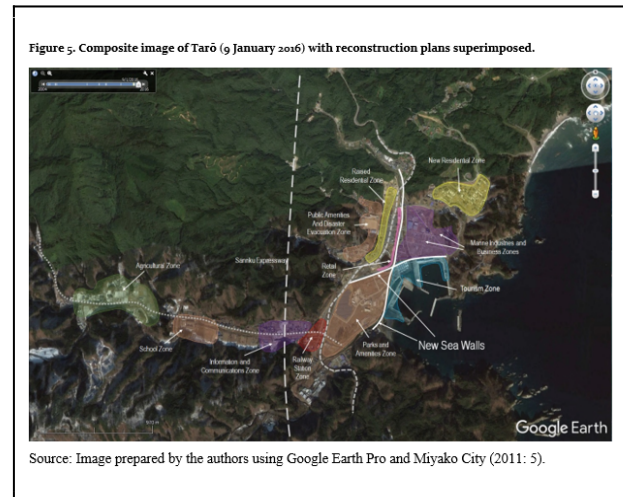 Figure 5. Composite image of Tarō (9 January 2016) with reconstruction plans superimposed.
New Residential Zone
Raised
Residential Zone
Public Amenities
And Disaster
Evacuation Zone
Marine Industries and
Business Zones
Agricultural Zone
Sanriku Expressway
Retail
Zone
Tourism Zone
School Zone
Information and
Communications Zone
Railway
Station
Zone
Parks and
Amenities Zone
New Sea Walls
Google Earth
Source: Image prepared by the authors using Google Earth Pro and Miyako City (2011: 5).